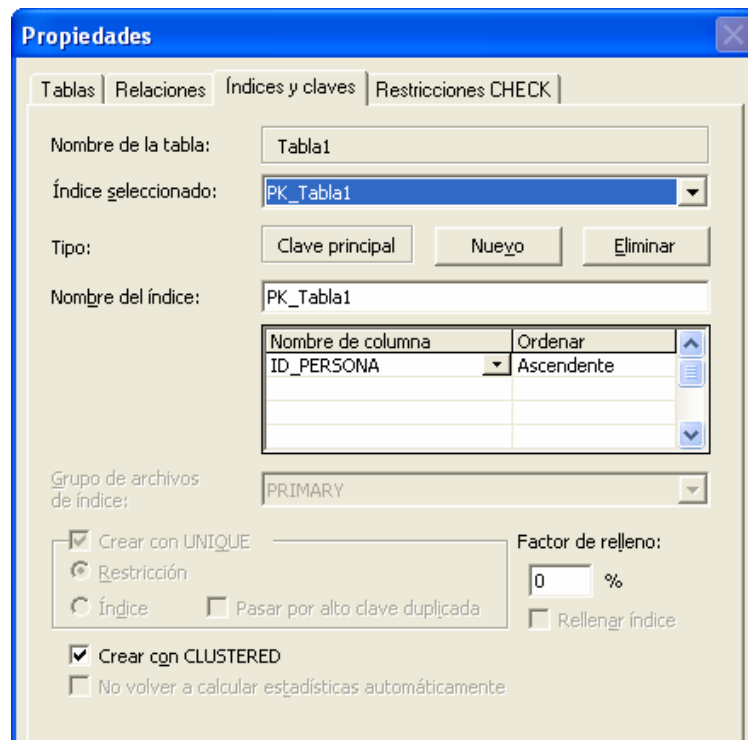 Propiedades
Tablas Relaciones Índices y claves Restricciones CHECK
Nombre de la tabla: Tabla1
Índice seleccionado: PK_Tabla1
Tipo: Clave principal Nuevo Eliminar
Nombre del índice: PK_Tabla1
Nombre de columna Ordenar
ID_PERSONA Ascendente
Grupo de archivos
de índice:
PRIMARY
Crear con UNIQUE
Factor de relleno:
Restricción
0 %
Índice Pasar por alto clave duplicada
Rellenar índice
Crear con CLUSTERED
No volver a calcular estadísticas automáticamente